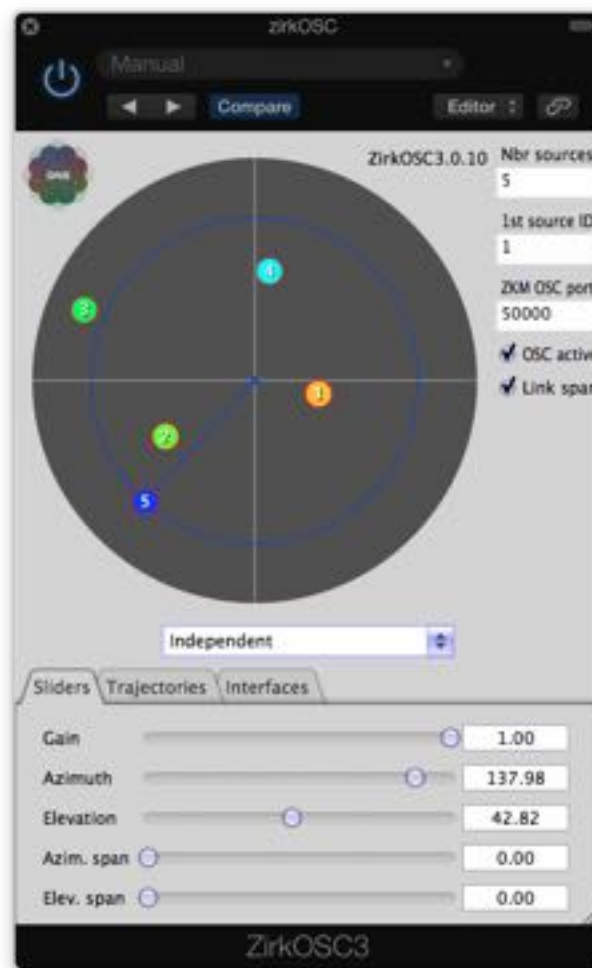 zirkOSC
Manual
Compare
Editor
ZirkOSC3.0.10
Nbr sources
5
1st source ID
1
ZKM OSC port
50000
OSC active
Link span
4
3
1
2
5
Independent
Sliders Trajectories Interfaces
Gain 1.00
Azimuth 137.98
Elevation 42.82
Azim. span 0.00
Elev. span 0.00
ZirkOSC3